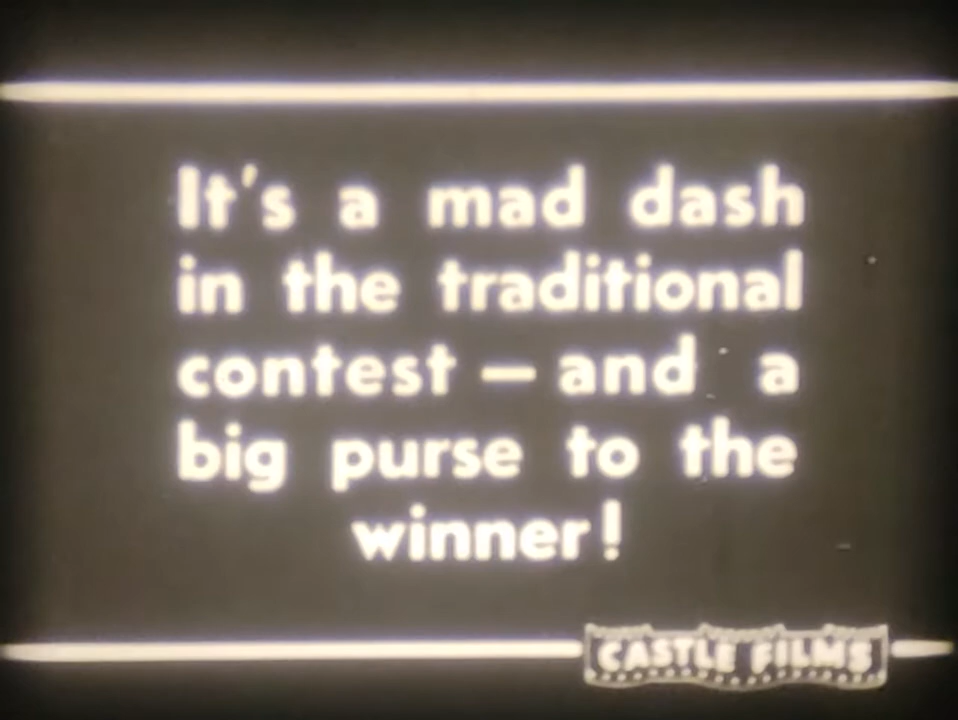 It's a mad dash
in the traditional
contest — and a
big purse to the
winner!
CASTLE FILMS